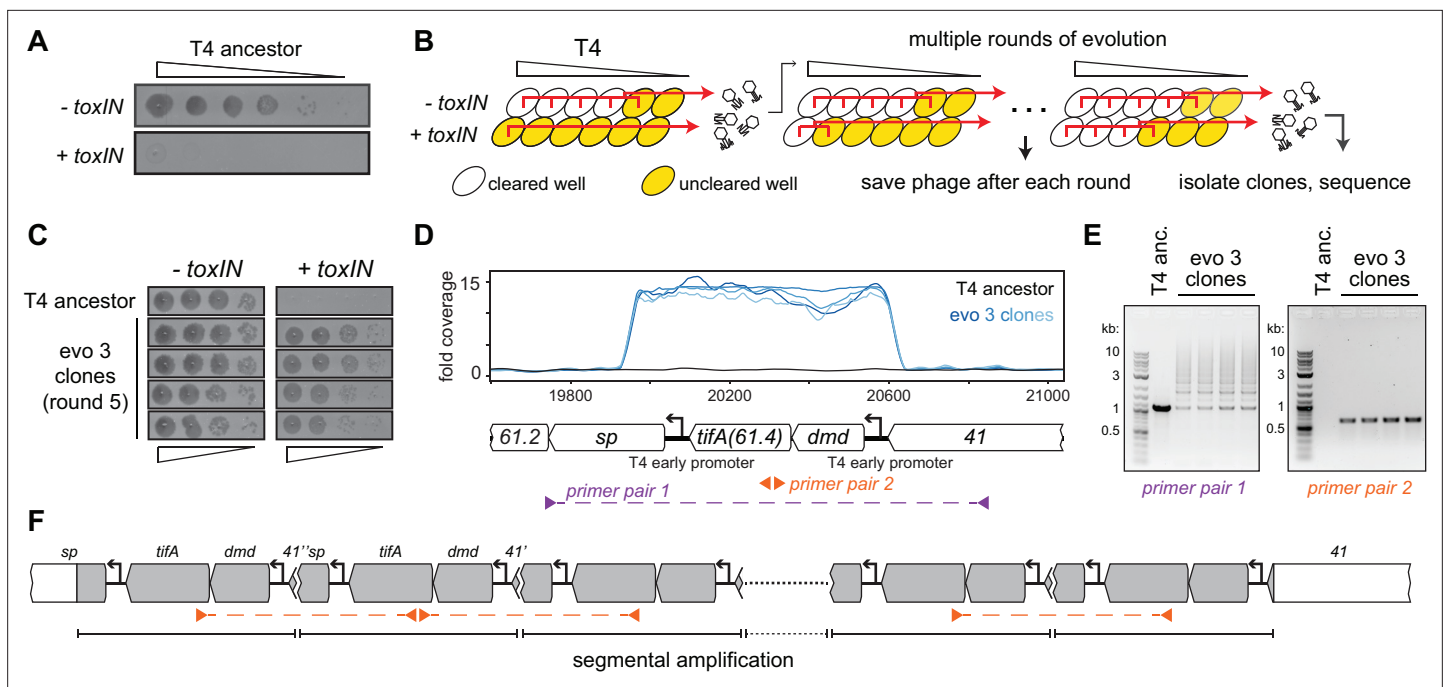 A
T4 ancestor
- toxIN
+ toxIN
B
T4
multiple rounds of evolution
- toxIN
+ toxIN
...
cleared well
uncleared well
save phage after each round
isolate clones, sequence
C
- toxIN
+ toxIN
T4 ancestor
evo 3
clones
(round 5)
D
fold coverage
15
0
T4 ancestor
evo 3 clones
19800
20200
20600
21000
61.2
sp
tifA(61.4)
dmd
41
T4 early promoter
T4 early promoter
primer pair 2
primer pair 1
E
T4 anc.
evo 3
clones
kb:
10
3
1
0.5
primer pair 1
T4 anc.
evo 3
clones
kb:
10
3
1
0.5
primer pair 2
F
sp
tifA
dmd
41''sp
tifA
dmd
41'
41
segmental amplification